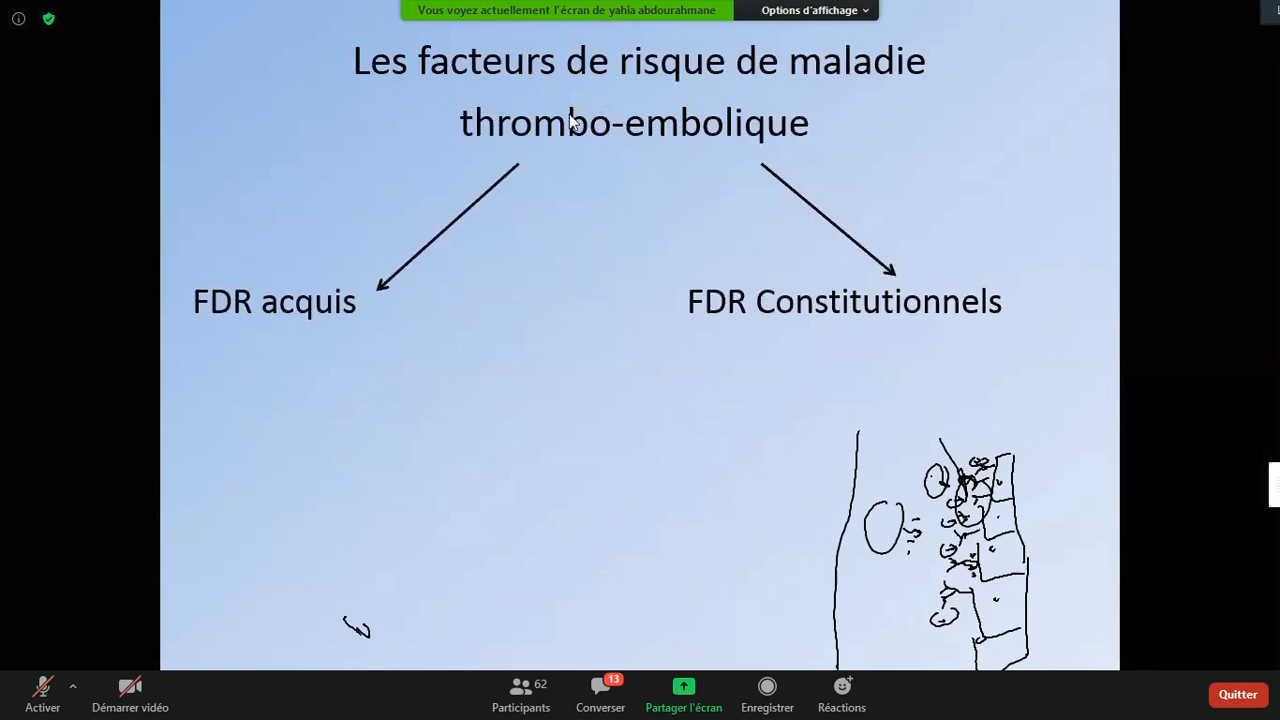 Vous voyez actuellement l'écran de yahia abdourahmane
Options d'affichage
Les facteurs de risque de maladie
thrombo-embolique
FDR acquis
FDR Constitutionnels
62
13
Activer
Démarrer vidéo
Participants
Converser
Partager l'écran
Enregistrer
Réactions
Quitter